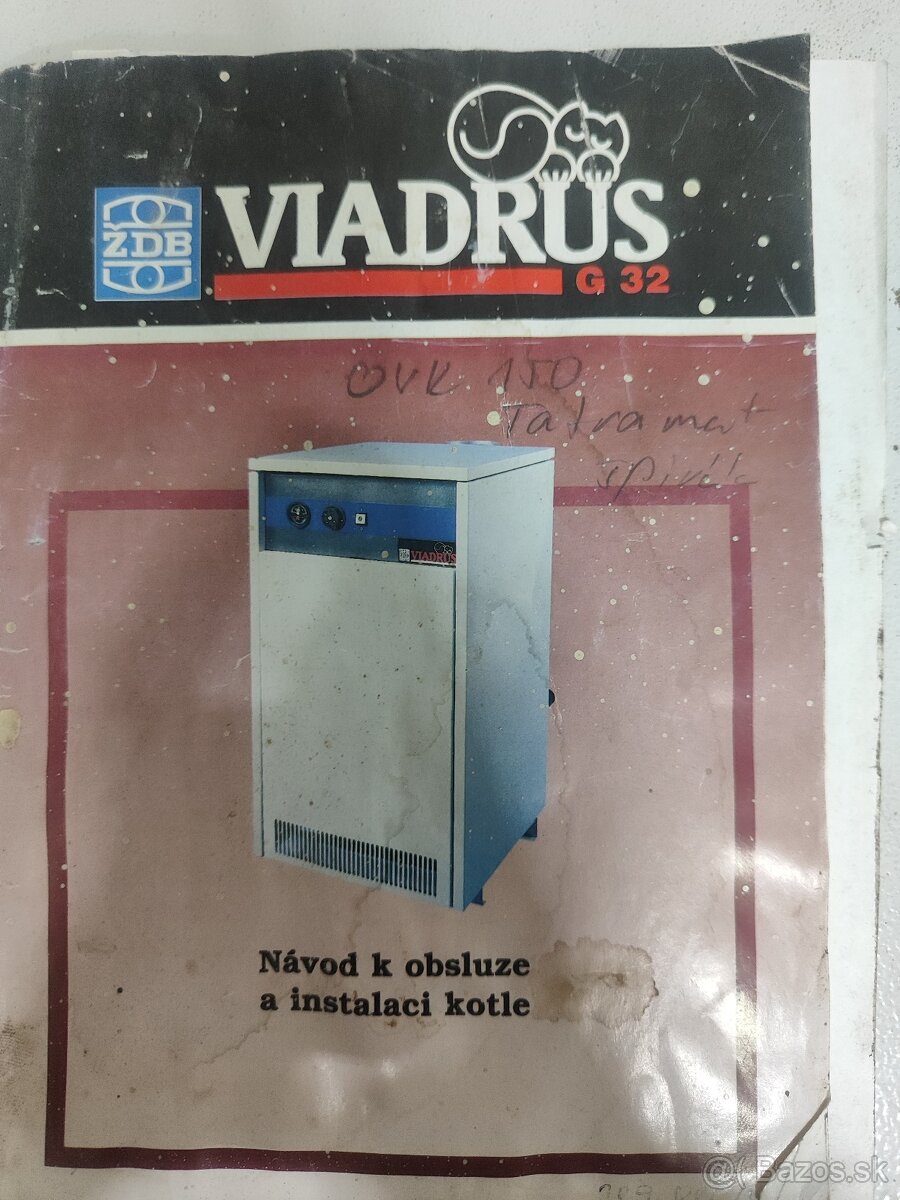 ŽDB VIADRUS
G 32
OVK 150
Tatramat
VIADRUS
Návod k obsluze
a instalaci kotle
Bazos.sk